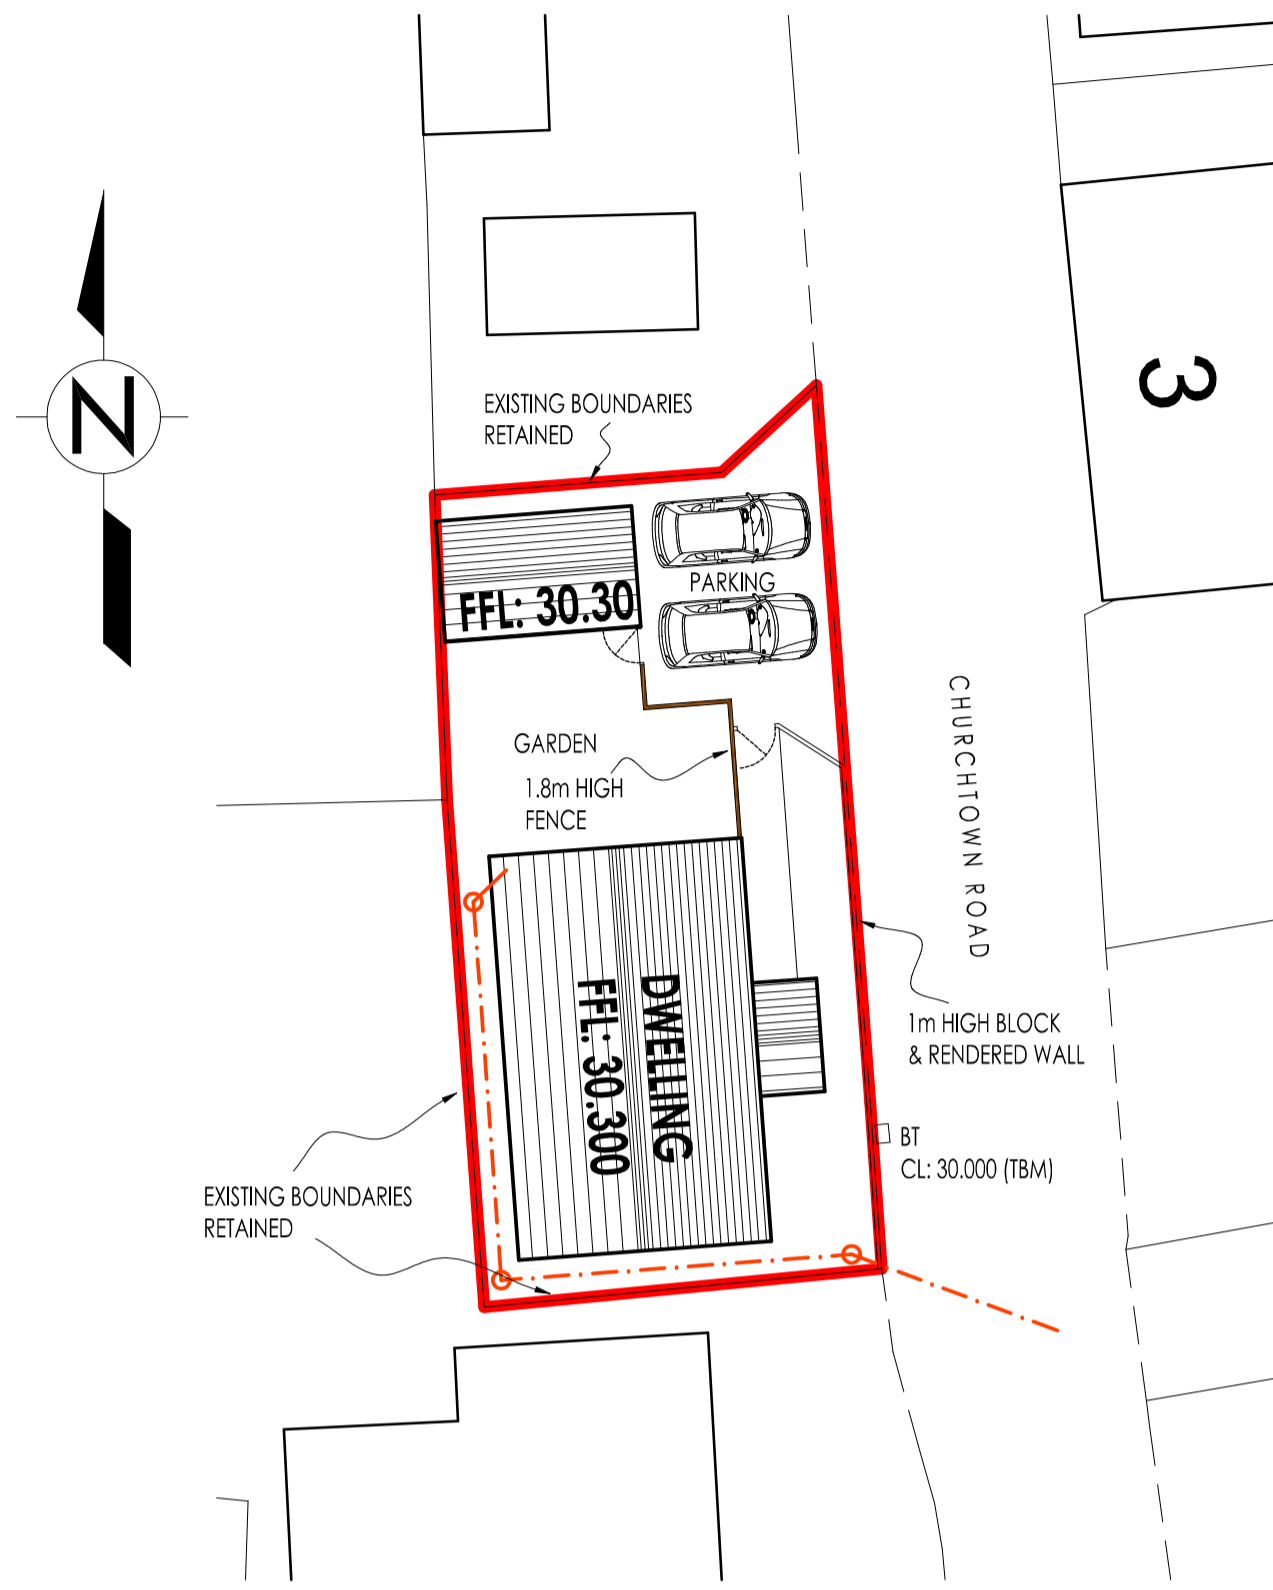 3
EXISTING BOUNDARIES
RETAINED
N
PARKING
FFL: 30.30
GARDEN
1.8m HIGH
FENCE
CHURCHTOWN ROAD
DWELLING
FFL: 30.300
1m HIGH BLOCK
& RENDERED WALL
BT
CL: 30.000 (TBM)
EXISTING BOUNDARIES
RETAINED